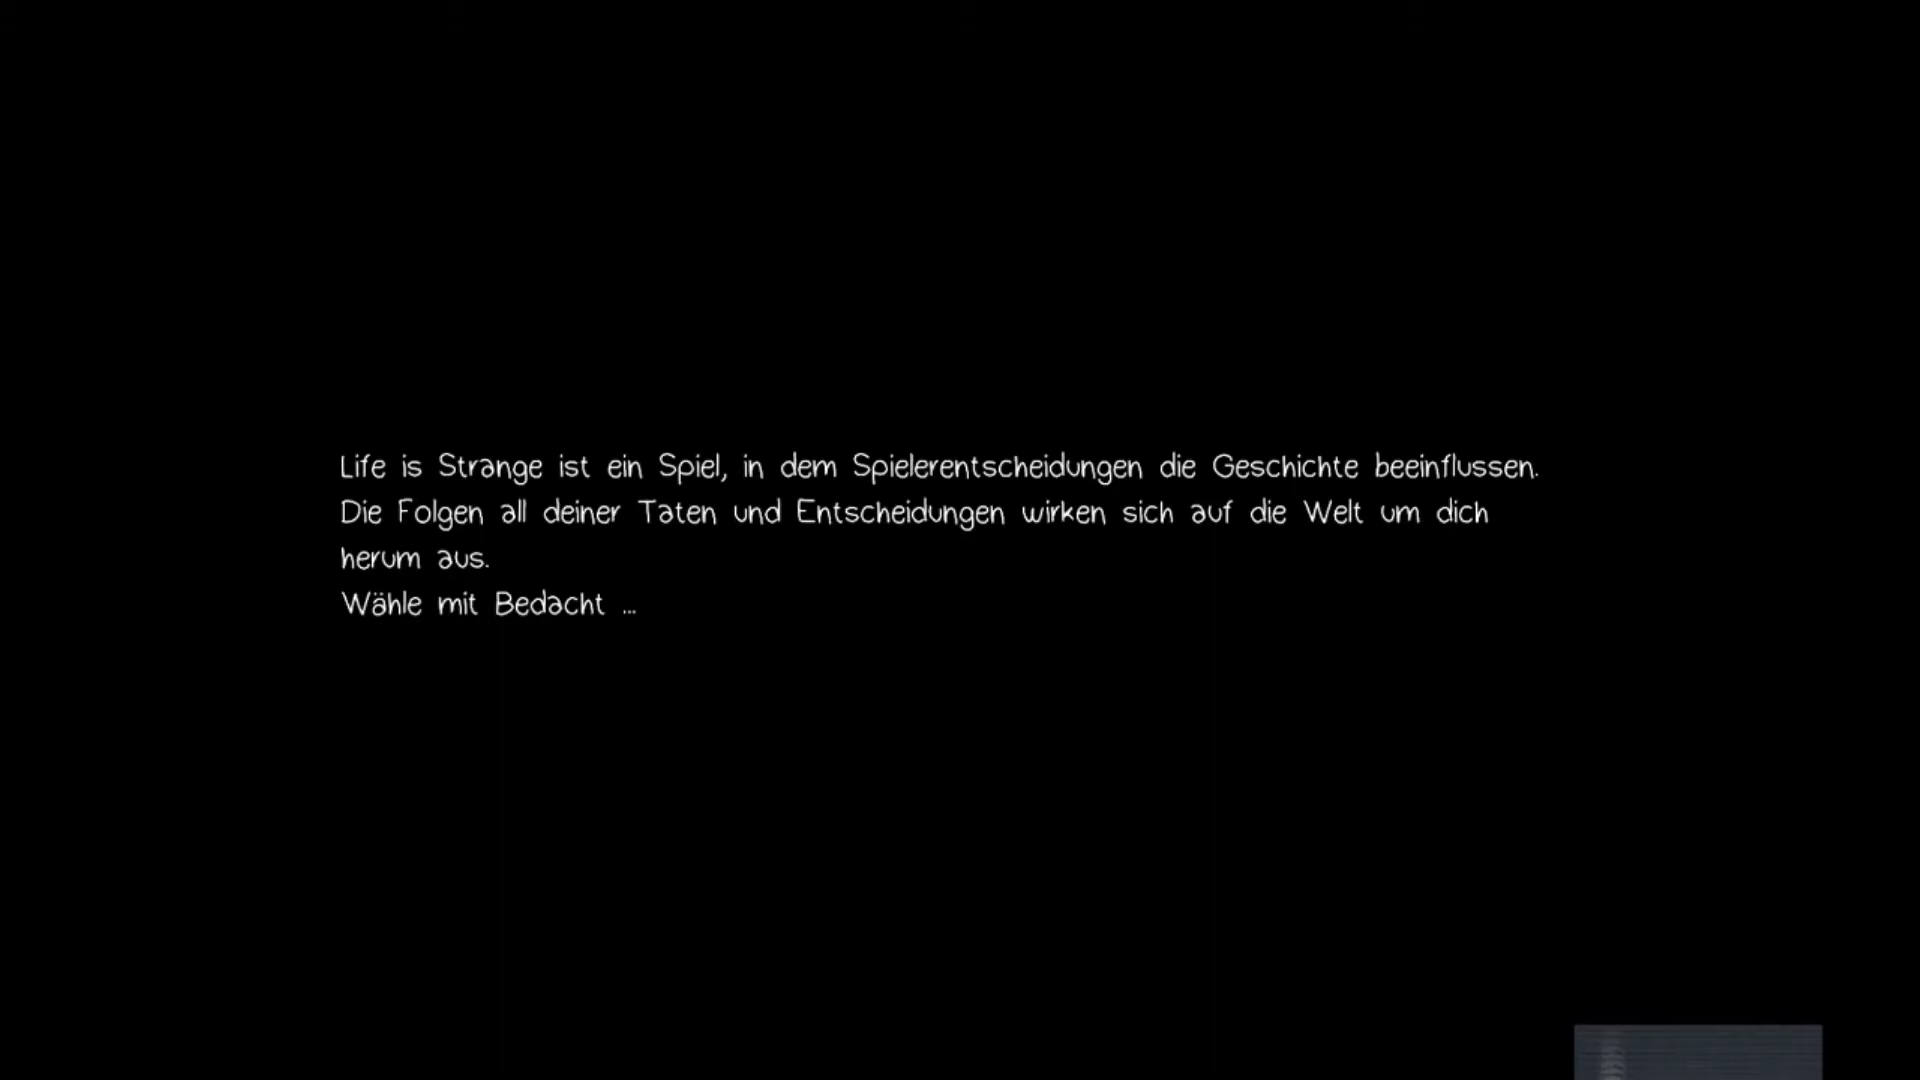 Life is Strange ist ein Spiel, in dem Spielerentscheidungen die Geschichte beeinflussen.
Die Folgen all deiner Taten und Entscheidungen wirken sich auf die Welt um dich
herum aus.
Wähle mit Bedacht ...